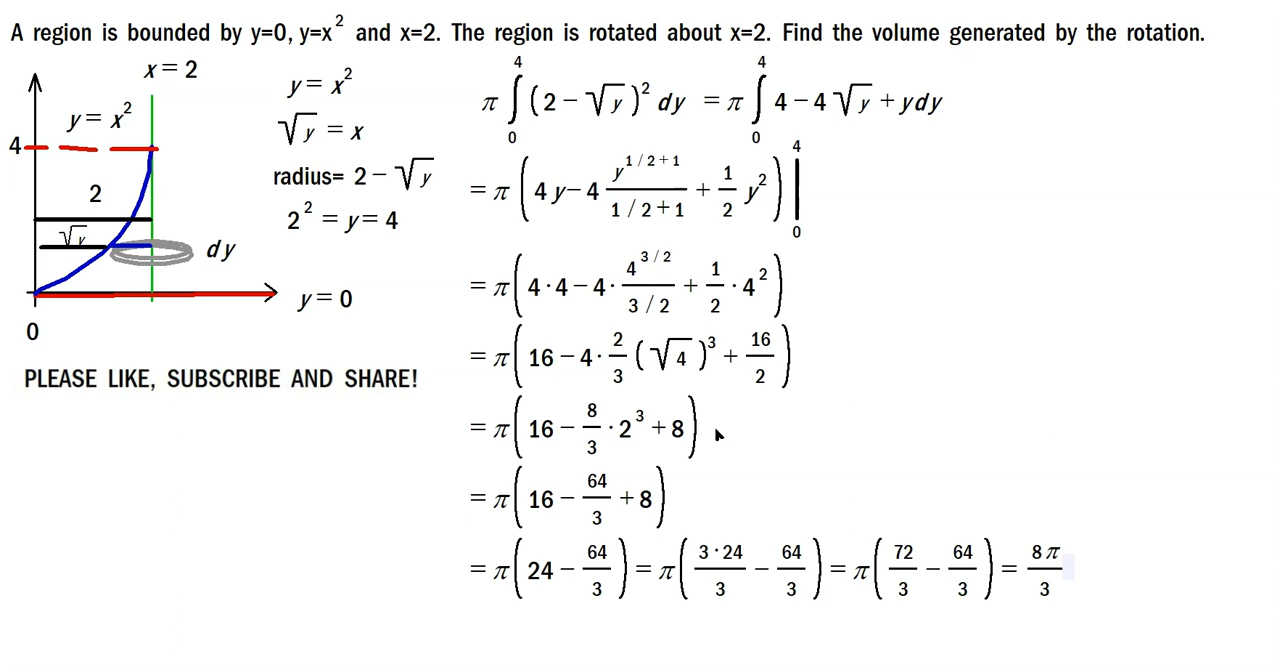 A region is bounded by y=0, y=x² and x=2. The region is rotated about x=2. Find the volume generated by the rotation.
x = 2
y = x²
4
2
√y
dy
y = 0
0
y = x²
√y = x
radius= 2 − √y
2² = y = 4
PLEASE LIKE, SUBSCRIBE AND SHARE!
π ∫₀⁴ (2 − √y)² dy = π ∫₀⁴ 4 − 4√y + ydy
= π (4y − 4 y^(1/2+1)/(1/2+1) + 1/2 y²) |₀⁴
= π (4·4 − 4· 4^(3/2)/(3/2) + 1/2 · 4²)
= π (16 − 4· 2/3 (√4)³ + 16/2)
= π (16 − 8/3 · 2³ + 8)
= π (16 − 64/3 + 8)
= π (24 − 64/3) = π (3·24/3 − 64/3) = π (72/3 − 64/3) = 8π/3